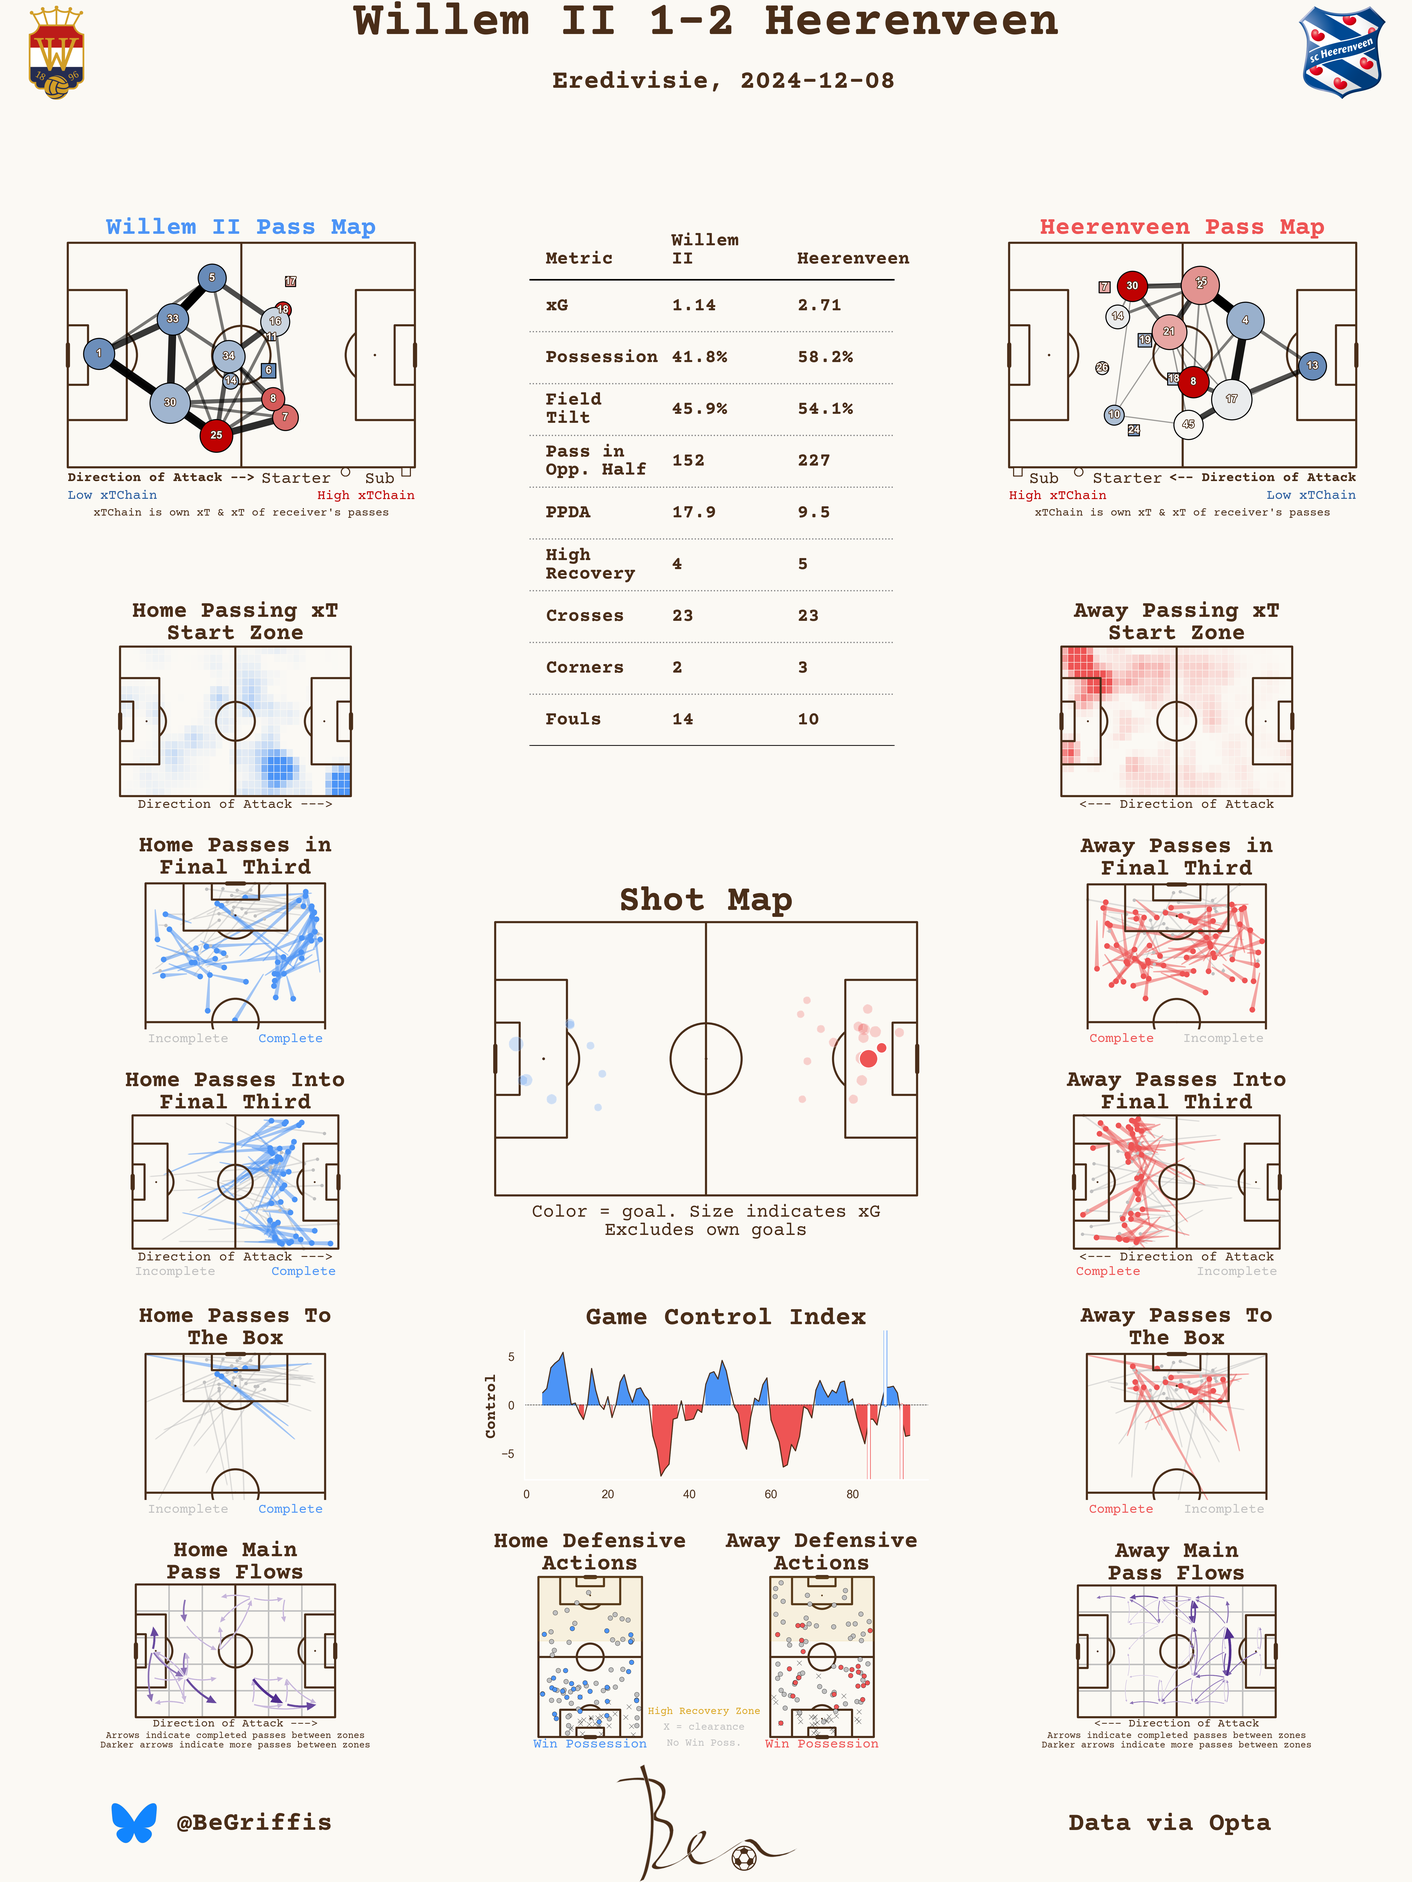 Willem II 1-2 Heerenveen
Eredivisie, 2024-12-08
18 96
sc Heerenveen
Willem II Pass Map
5
17
33
18
16
11
1
34
6
14
30
8
7
25
Direction of Attack --> Starter Sub
Low xTChain High xTChain
xTChain is own xT & xT of receiver's passes
Metric Willem II Heerenveen
xG 1.14 2.71
Possession 41.8% 58.2%
Field Tilt 45.9% 54.1%
Pass in Opp. Half 152 227
PPDA 17.9 9.5
High Recovery 4 5
Crosses 23 23
Corners 2 3
Fouls 14 10
Heerenveen Pass Map
7
30
2
14
4
21
19
26
18
8
13
17
10
45
24
Sub Starter <-- Direction of Attack
High xTChain Low xTChain
xTChain is own xT & xT of receiver's passes
Home Passing xT
Start Zone
Direction of Attack --->
Away Passing xT
Start Zone
<--- Direction of Attack
Home Passes in
Final Third
Incomplete Complete
Away Passes in
Final Third
Complete Incomplete
Shot Map
Color = goal. Size indicates xG
Excludes own goals
Home Passes Into
Final Third
Direction of Attack --->
Incomplete Complete
Away Passes Into
Final Third
<--- Direction of Attack
Complete Incomplete
Home Passes To
The Box
Incomplete Complete
Game Control Index
Control
5
0
−5
0 20 40 60 80
Away Passes To
The Box
Complete Incomplete
Home Main
Pass Flows
Direction of Attack --->
Arrows indicate completed passes between zones
Darker arrows indicate more passes between zones
Home Defensive
Actions
Win Possession
High Recovery Zone
X = clearance
No Win Poss.
Away Defensive
Actions
Win Possession
Away Main
Pass Flows
<--- Direction of Attack
Arrows indicate completed passes between zones
Darker arrows indicate more passes between zones
@BeGriffis
Ben
Data via Opta